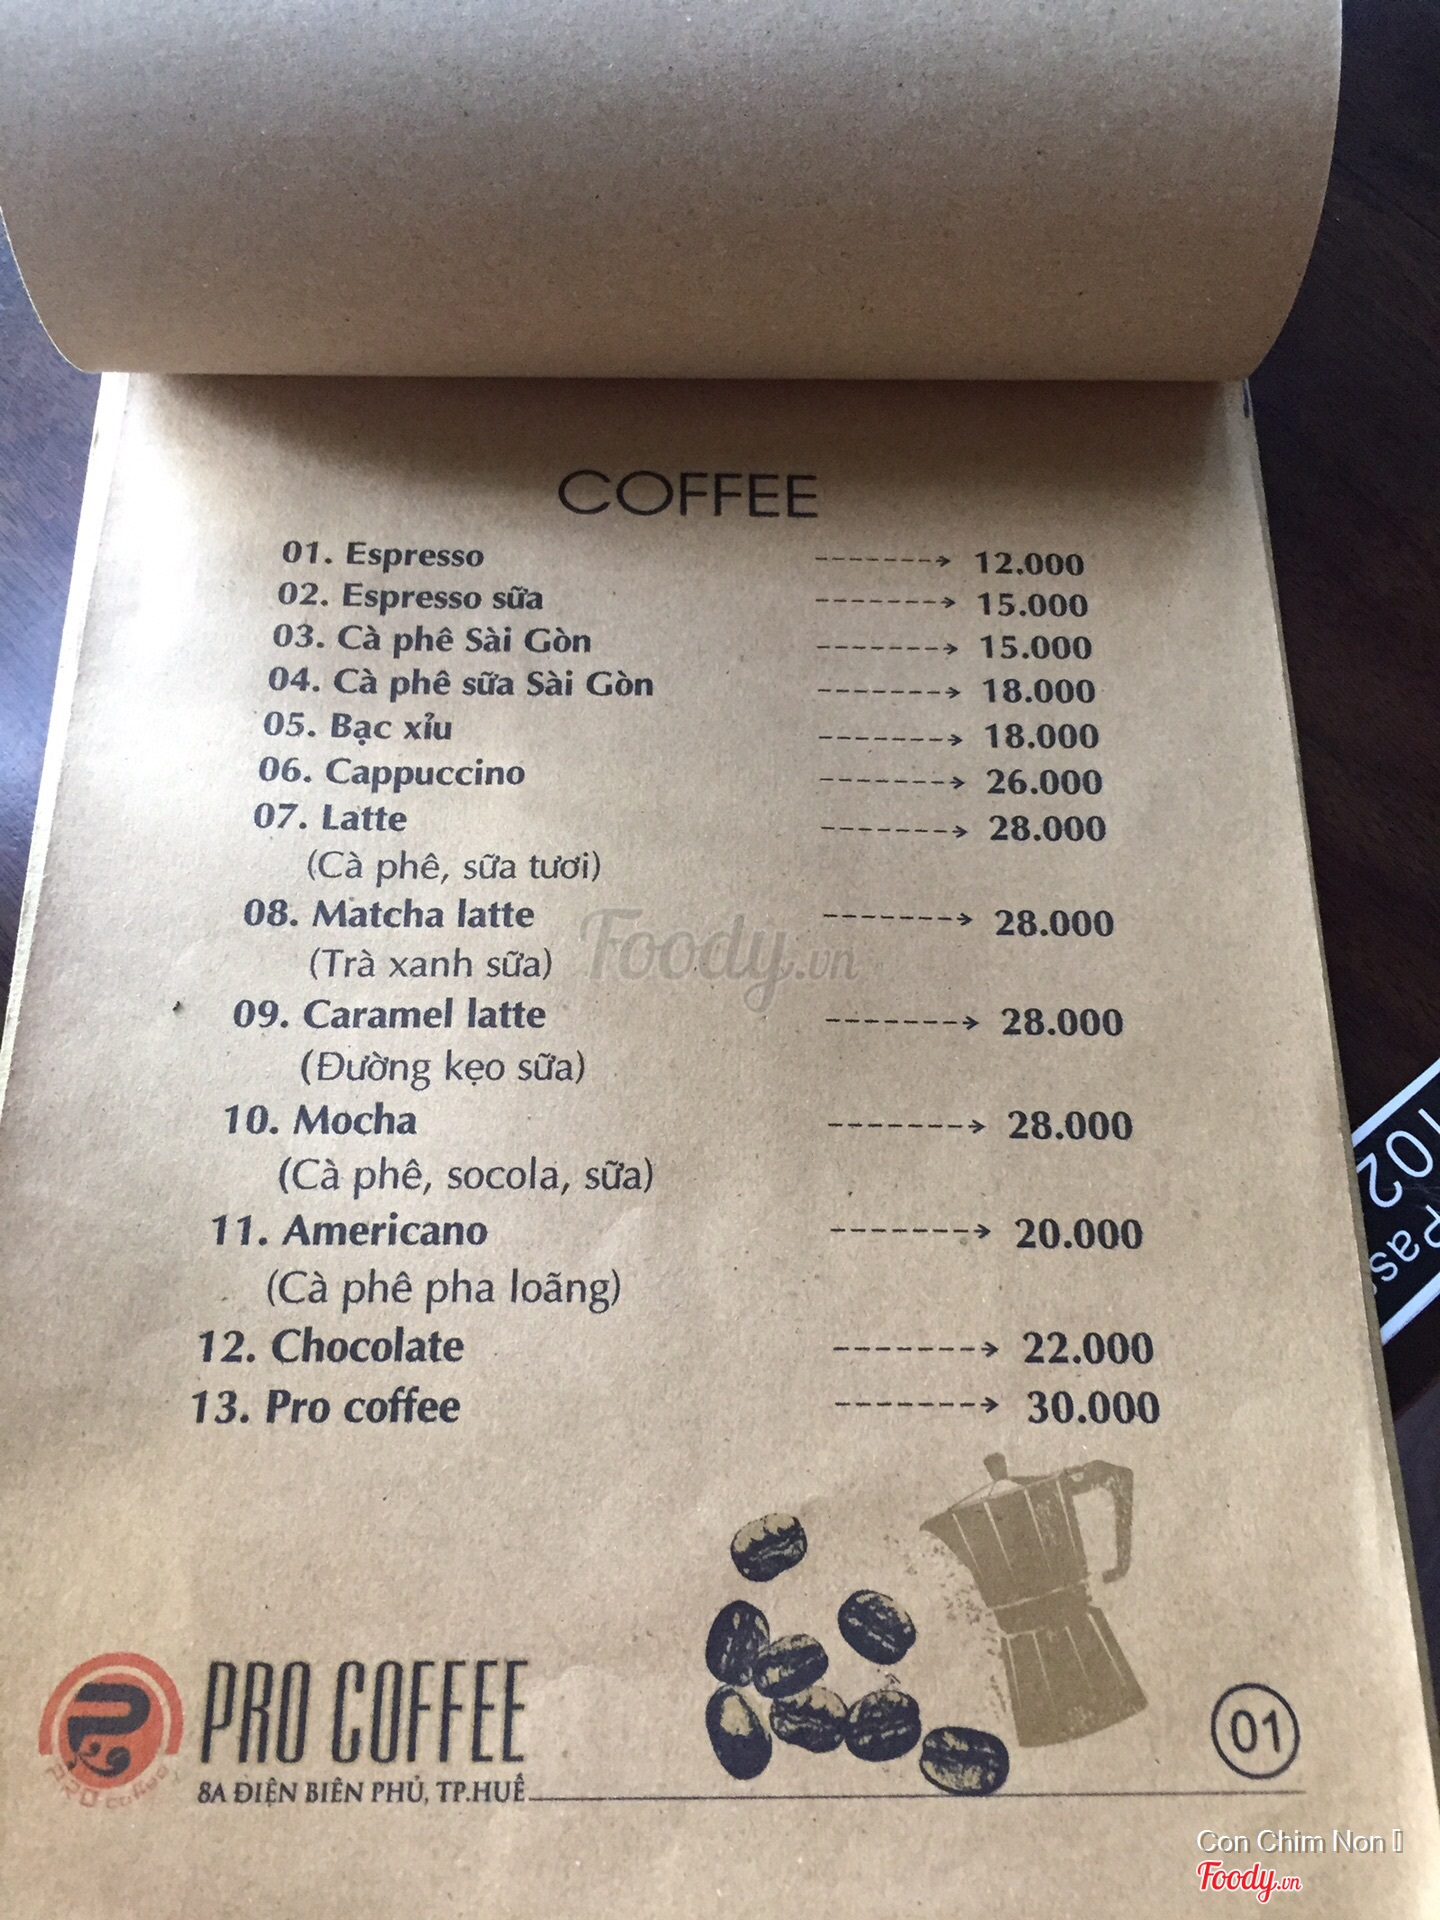 COFFEE
01. Espresso --------> 12.000
02. Espresso sữa --------> 15.000
03. Cà phê Sài Gòn --------> 15.000
04. Cà phê sữa Sài Gòn --------> 18.000
05. Bạc xỉu --------> 18.000
06. Cappuccino --------> 26.000
07. Latte --------> 28.000
(Cà phê, sữa tươi)
08. Matcha latte --------> 28.000
(Trà xanh sữa)
Foody.vn
09. Caramel latte --------> 28.000
(Đường kẹo sữa)
10. Mocha --------> 28.000
(Cà phê, socola, sữa)
11. Americano --------> 20.000
(Cà phê pha loãng)
12. Chocolate --------> 22.000
13. Pro coffee --------> 30.000
102
Pas
PRO COFFEE
PRO coffee
8A ĐIỆN BIÊN PHỦ, TP.HUẾ
01
Con Chim Non
Foody.vn